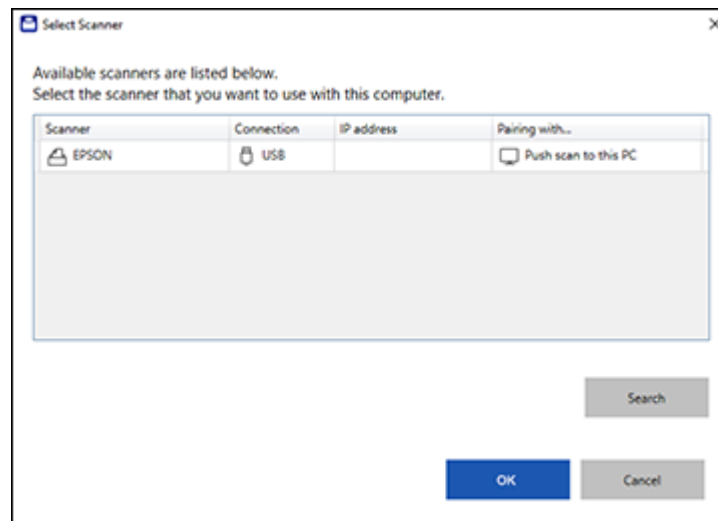 Select Scanner
Available scanners are listed below.
Select the scanner that you want to use with this computer.
Scanner Connection IP address Pairing with...
EPSON USB Push scan to this PC
Search
OK Cancel